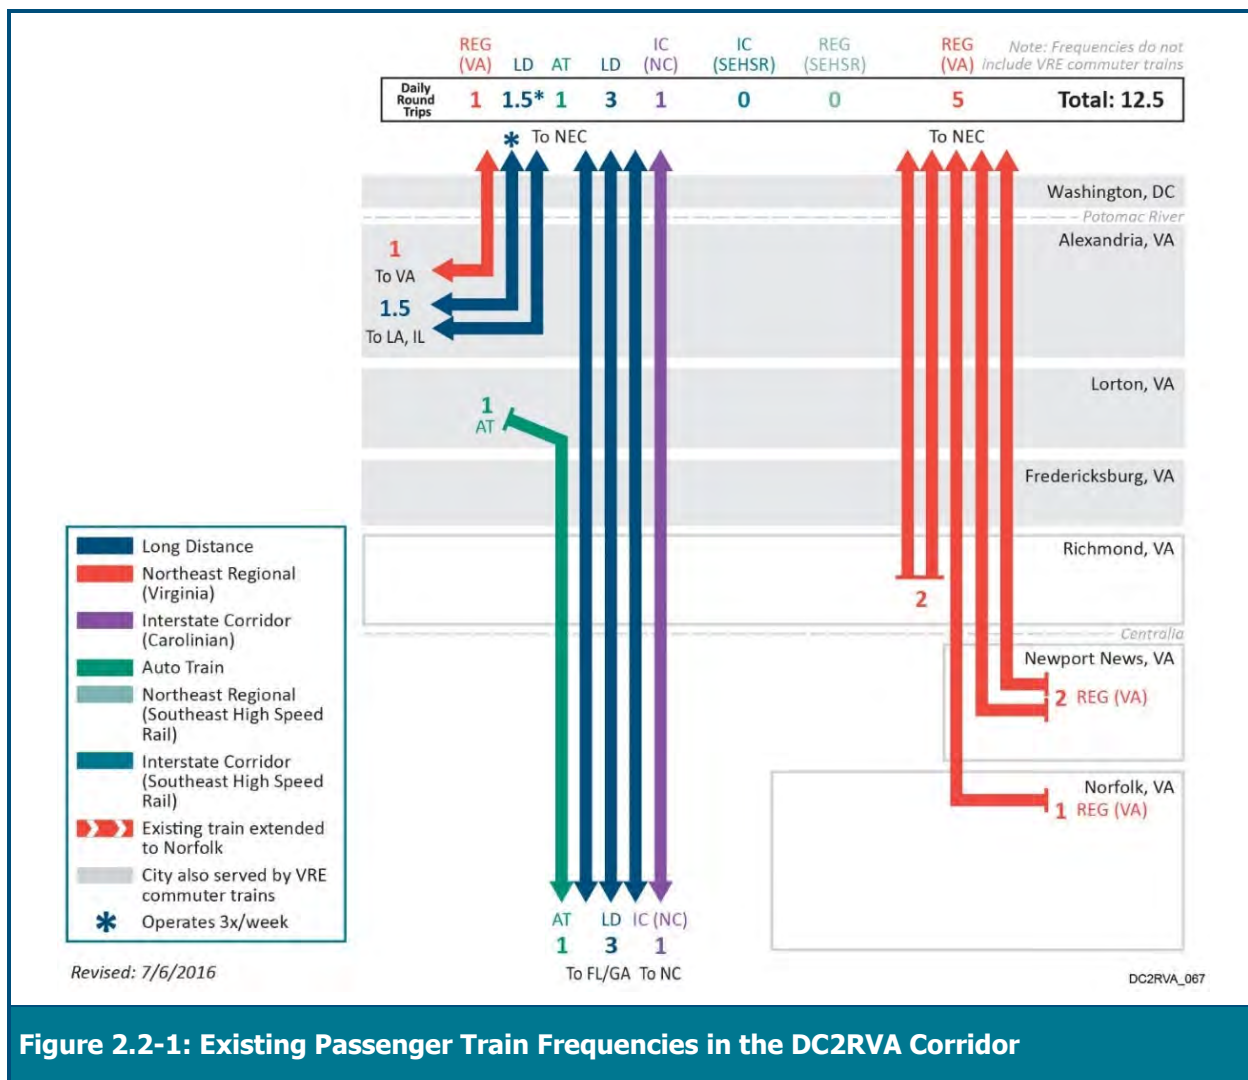 REG
(VA)
LD
AT
LD
IC
(NC)
IC
(SEHSR)
REG
(SEHSR)
REG
(VA)
Note: Frequencies do not
include VRE commuter trains
Daily
Round
Trips
1 1.5* 1 3 1 0 0 5 Total: 12.5
* To NEC
To NEC
Washington, DC
Potomac River
Alexandria, VA
1
To VA
1.5
To LA, IL
Lorton, VA
1
AT
Fredericksburg, VA
Richmond, VA
2
Centralia
Newport News, VA
2 REG (VA)
Norfolk, VA
1 REG (VA)
Long Distance
Northeast Regional
(Virginia)
Interstate Corridor
(Carolinian)
Auto Train
Northeast Regional
(Southeast High Speed
Rail)
Interstate Corridor
(Southeast High Speed
Rail)
Existing train extended
to Norfolk
City also served by VRE
commuter trains
* Operates 3x/week
AT LD IC (NC)
1 3 1
To FL/GA To NC
Revised: 7/6/2016
DC2RVA_067
Figure 2.2-1: Existing Passenger Train Frequencies in the DC2RVA Corridor